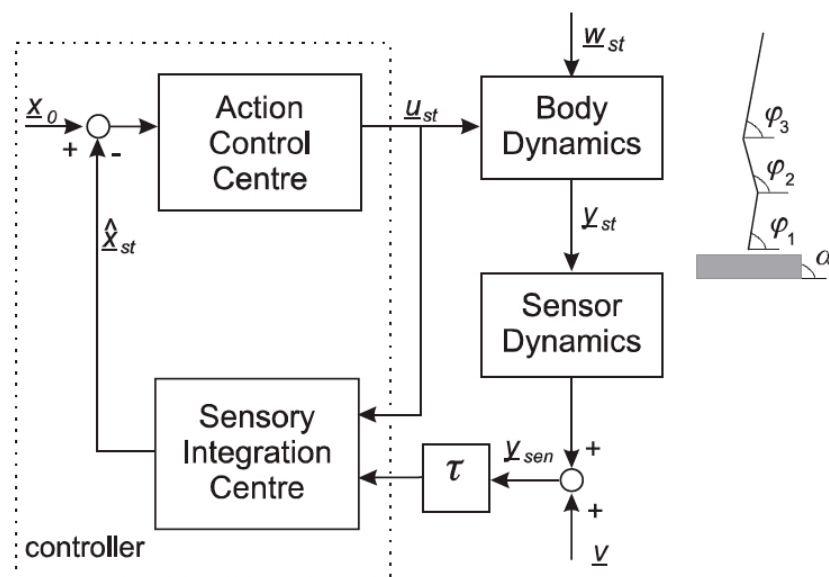 w_st
x_0
+
-
Action
Control
Centre
u_st
Body
Dynamics
φ_3
φ_2
φ_1
α
x̂_st
y_st
Sensor
Dynamics
Sensory
Integration
Centre
τ
y_sen
+
+
v
controller